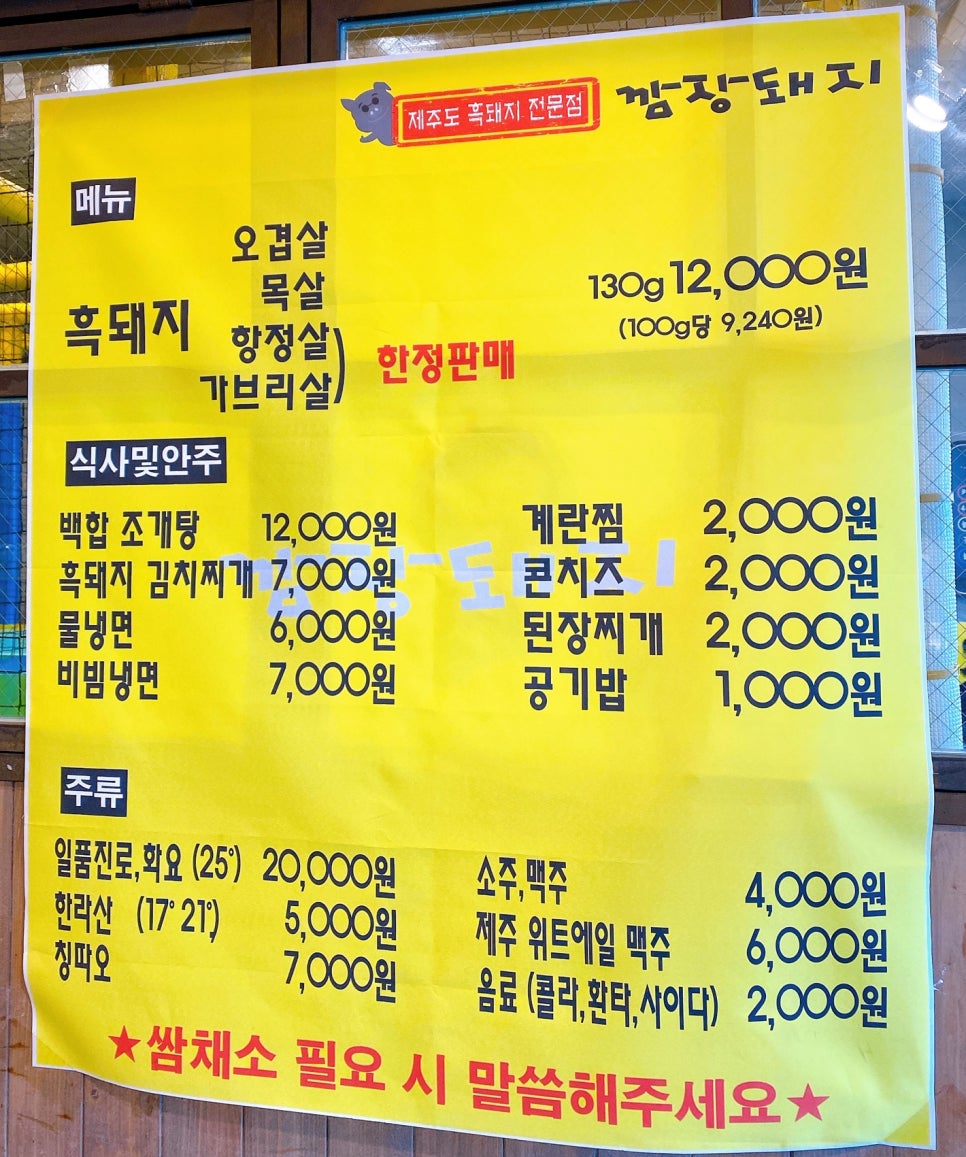 제주도 흑돼지 전문점 깜장돼지
메뉴
흑돼지
오겹살
목살
항정살
가브리살) 한정판매
130g 12,000원
(100g당 9,240원)
식사및안주
백합 조개탕 12,000원
흑돼지 김치찌개 7,000원
물냉면 6,000원
비빔냉면 7,000원
계란찜 2,000원
콘치즈 2,000원
된장찌개 2,000원
공기밥 1,000원
깜장돼지
주류
일품진로,화요 (25°) 20,000원
한라산 (17° 21°) 5,000원
칭따오 7,000원
소주,맥주 4,000원
제주 위트에일 맥주 6,000원
음료 (콜라,환타,사이다) 2,000원
★쌈채소 필요 시 말씀해주세요★